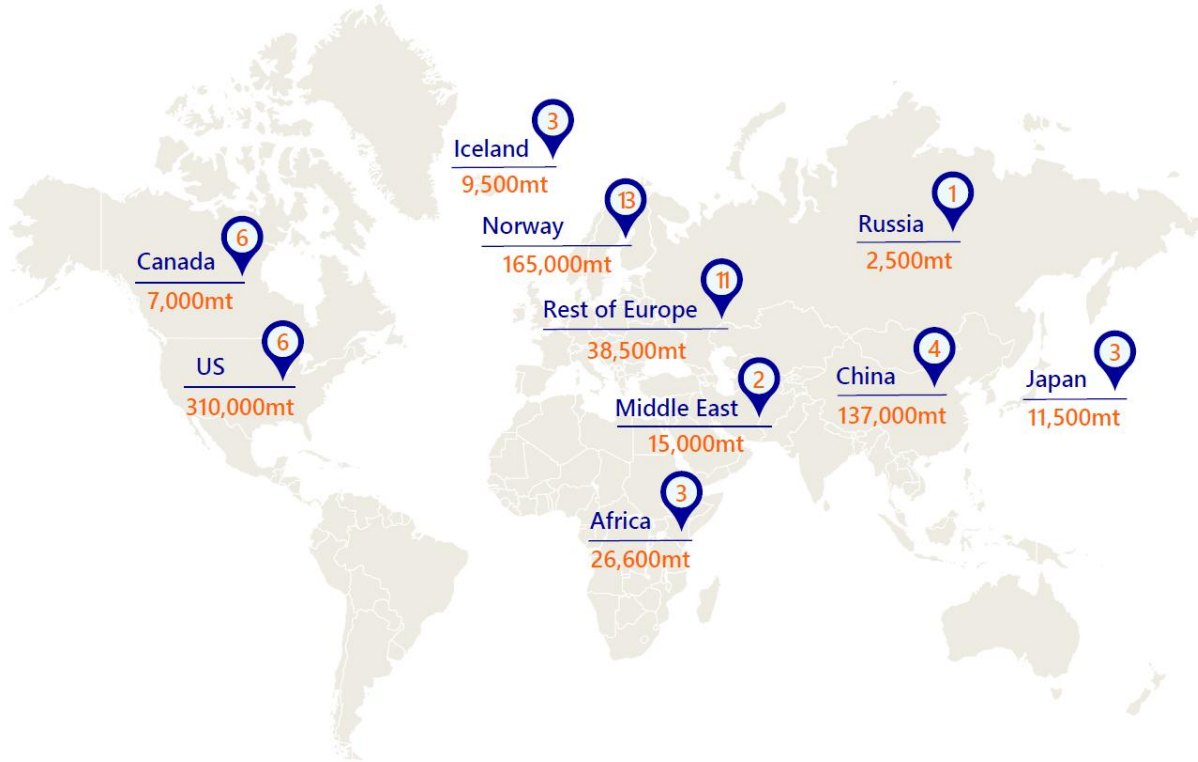 3
Iceland
9,500mt
13
Norway
165,000mt
1
Russia
2,500mt
6
Canada
7,000mt
11
Rest of Europe
38,500mt
6
US
310,000mt
2
Middle East
15,000mt
4
China
137,000mt
3
Japan
11,500mt
3
Africa
26,600mt